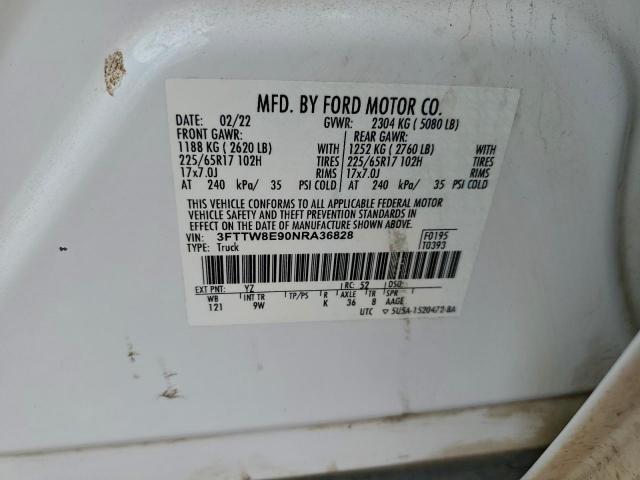 MFD. BY FORD MOTOR CO.
DATE: 02/22 GVWR: 2304 KG ( 5080 LB)
FRONT GAWR: REAR GAWR:
1188 KG ( 2620 LB) WITH 1252 KG ( 2760 LB) WITH
225/65R17 102H TIRES 225/65R17 102H TIRES
17x7.0J RIMS 17x7.0J RIMS
AT 240 kPa/ 35 PSI COLD AT 240 kPa/ 35 PSI COLD
THIS VEHICLE CONFORMS TO ALL APPLICABLE FEDERAL MOTOR
VEHICLE SAFETY AND THEFT PREVENTION STANDARDS IN
EFFECT ON THE DATE OF MANUFACTURE SHOWN ABOVE.
VIN: 3FTTW8E90NRA36828 F0195
TYPE: Truck T0393
EXT PNT: YZ RC: 52 DSO:
WB INT TR TP/PS R AXLE TR SPR
121 9W K 36 8 AAGE
UTC ▽ 5U5A-1520472-BA